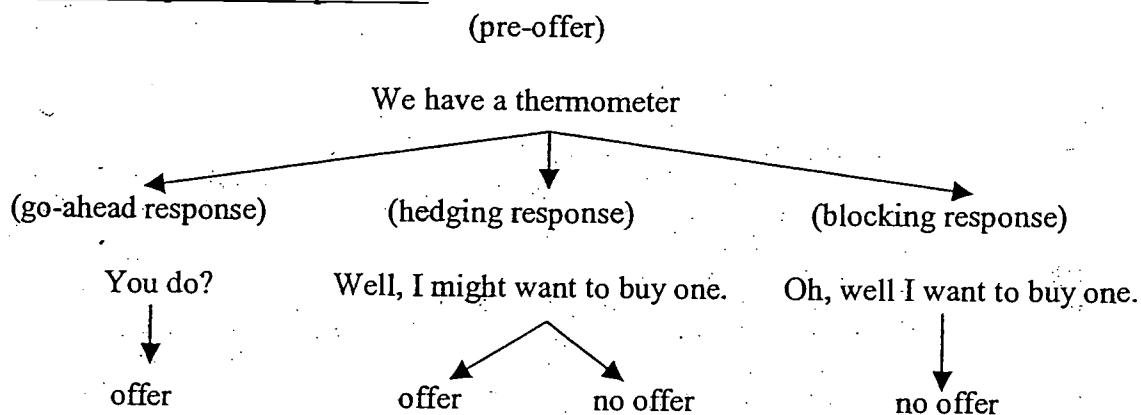 (pre-offer)
We have a thermometer
(go-ahead response) (hedging response) (blocking response)
You do? Well, I might want to buy one. Oh, well I want to buy one.
offer offer no offer no offer